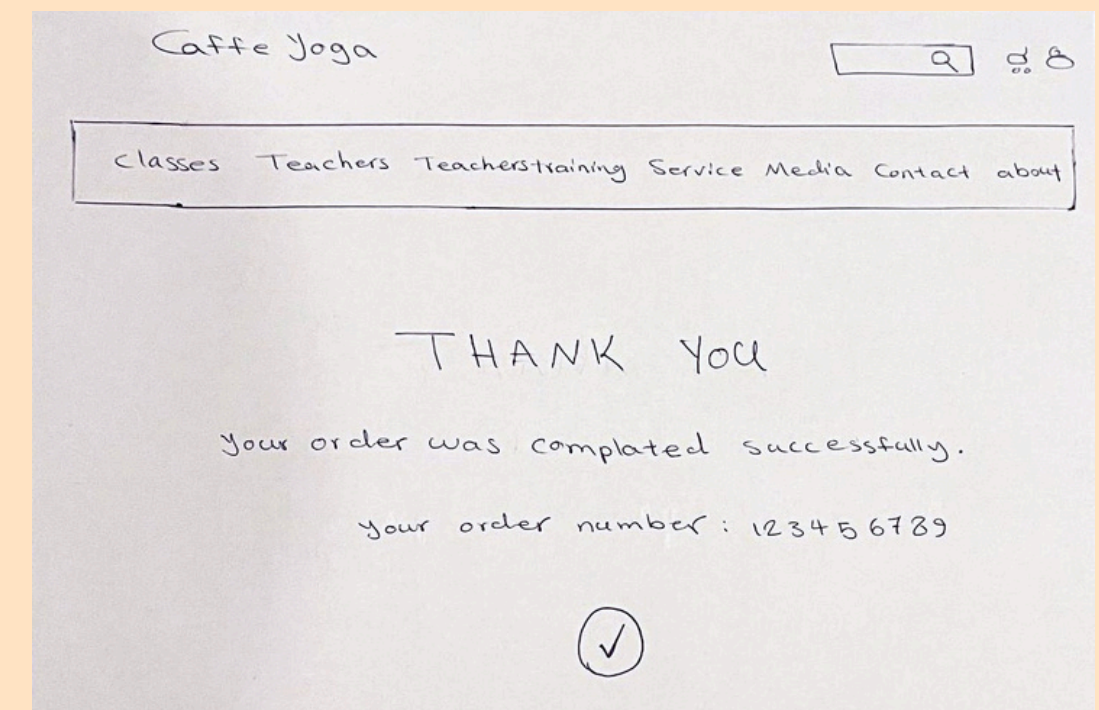 Caffe Yoga
Classes Teachers Teacherstraining Service Media Contact about
THANK YOU
Your order was complated successfully.
Your order number: 123456789